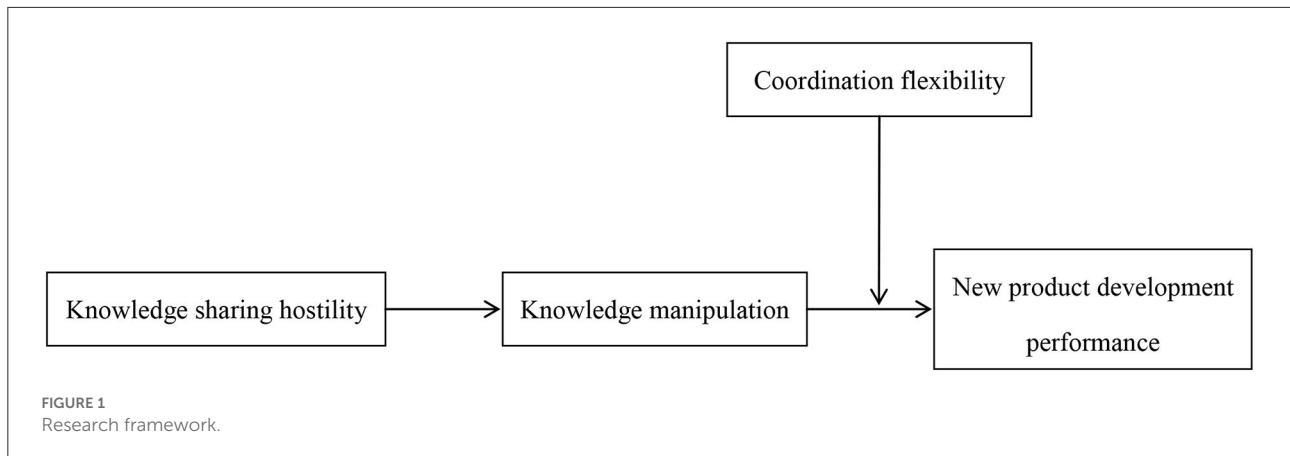 Coordination flexibility
Knowledge sharing hostility
Knowledge manipulation
New product development
performance
FIGURE 1
Research framework.